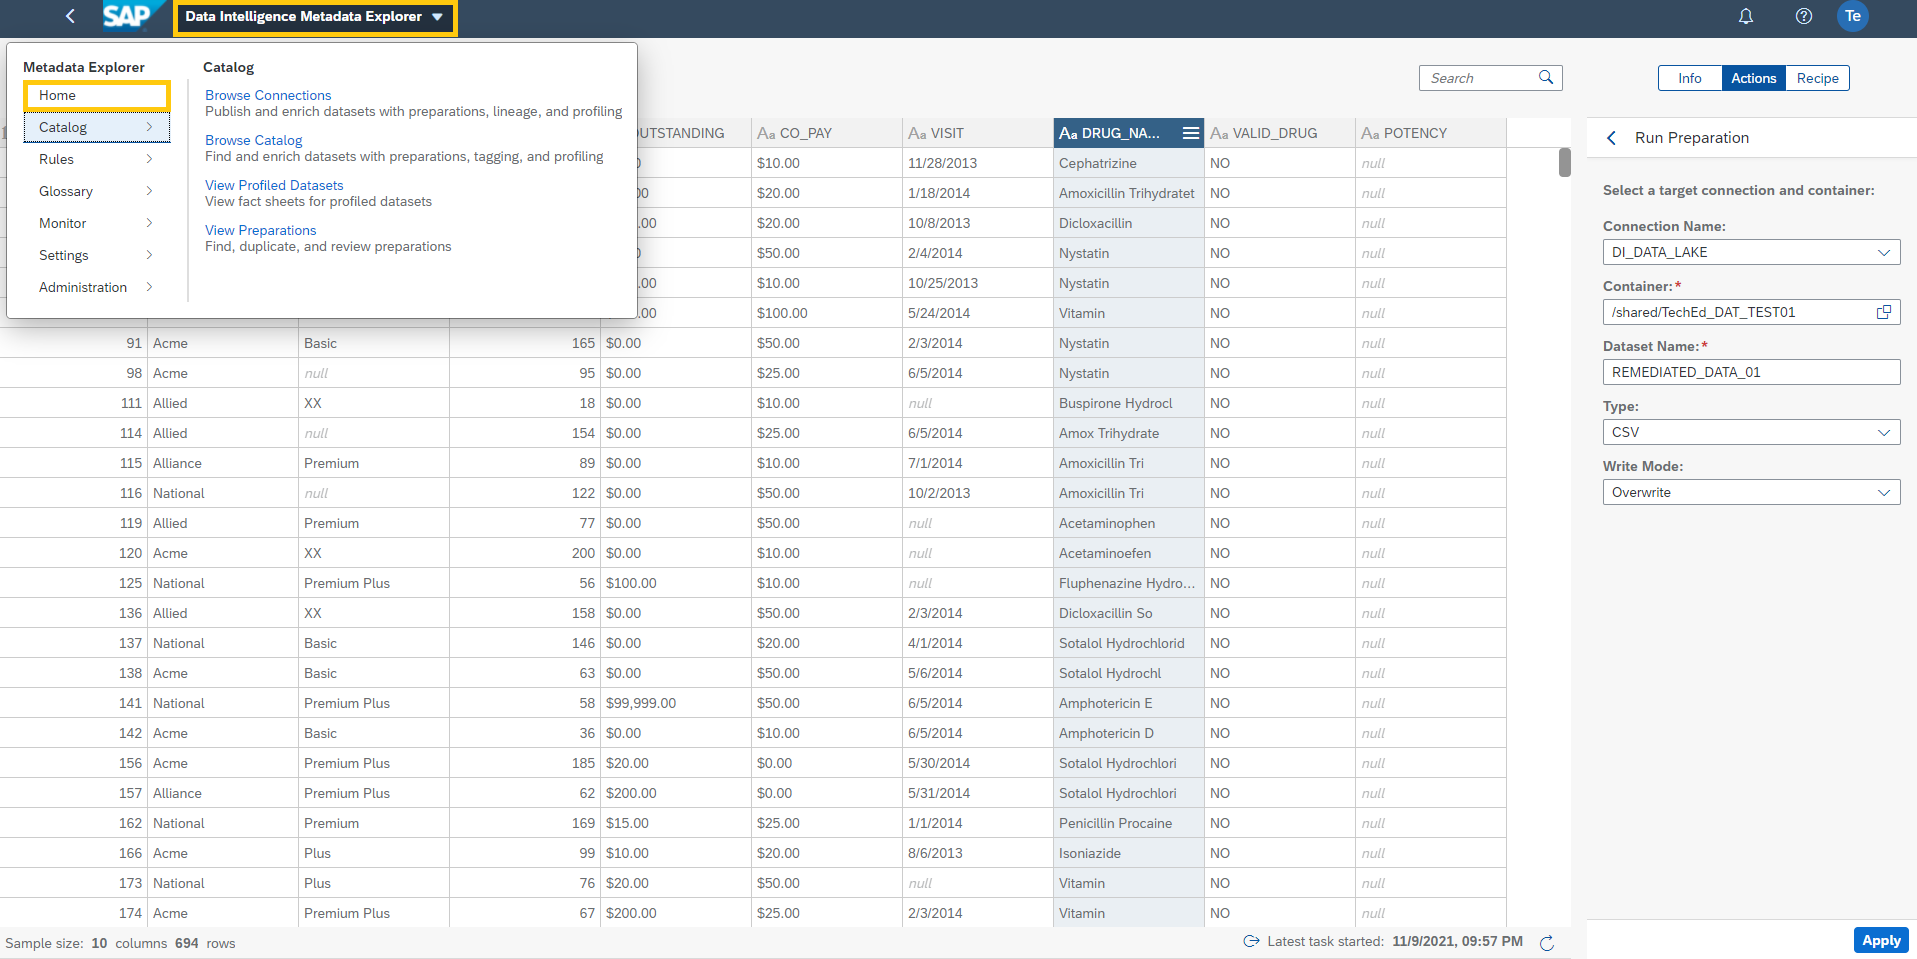 SAP Data Intelligence Metadata Explorer Te
Metadata Explorer
Home
Catalog
Rules
Glossary
Monitor
Settings
Administration
Catalog
Browse Connections
Publish and enrich datasets with preparations, lineage, and profiling
Browse Catalog
Find and enrich datasets with preparations, tagging, and profiling
View Profiled Datasets
View fact sheets for profiled datasets
View Preparations
Find, duplicate, and review preparations
Search
Info Actions Recipe
UTSTANDING Aa CO_PAY Aa VISIT Aa DRUG_NA... Aa VALID_DRUG Aa POTENCY
$10.00 11/28/2013 Cephatrizine NO null
$20.00 1/18/2014 Amoxicillin Trihydratet NO null
.00 $20.00 10/8/2013 Dicloxacillin NO null
$50.00 2/4/2014 Nystatin NO null
.00 $10.00 10/25/2013 Nystatin NO null
.00 $100.00 5/24/2014 Vitamin NO null
91 Acme Basic 165 $0.00 $50.00 2/3/2014 Nystatin NO null
98 Acme null 95 $0.00 $25.00 6/5/2014 Nystatin NO null
111 Allied XX 18 $0.00 $10.00 null Buspirone Hydrocl NO null
114 Allied null 154 $0.00 $25.00 6/5/2014 Amox Trihydrate NO null
115 Alliance Premium 89 $0.00 $10.00 7/1/2014 Amoxicillin Tri NO null
116 National null 122 $0.00 $50.00 10/2/2013 Amoxicillin Tri NO null
119 Allied Premium 77 $0.00 $50.00 null Acetaminophen NO null
120 Acme XX 200 $0.00 $10.00 null Acetaminoefen NO null
125 National Premium Plus 56 $100.00 $10.00 null Fluphenazine Hydro... NO null
136 Allied XX 158 $0.00 $50.00 2/3/2014 Dicloxacillin So NO null
137 National Basic 146 $0.00 $20.00 4/1/2014 Sotalol Hydrochlorid NO null
138 Acme Basic 63 $0.00 $50.00 5/6/2014 Sotalol Hydrochl NO null
141 National Premium Plus 58 $99,999.00 $50.00 6/5/2014 Amphotericin E NO null
142 Acme Basic 36 $0.00 $10.00 6/5/2014 Amphotericin D NO null
156 Acme Premium Plus 185 $20.00 $0.00 5/30/2014 Sotalol Hydrochlori NO null
157 Alliance Premium Plus 62 $200.00 $0.00 5/31/2014 Sotalol Hydrochlori NO null
162 National Premium 169 $15.00 $25.00 1/1/2014 Penicillin Procaine NO null
166 Acme Plus 99 $10.00 $20.00 8/6/2013 Isoniazide NO null
173 National Plus 76 $20.00 $50.00 null Vitamin NO null
174 Acme Premium Plus 67 $200.00 $25.00 2/3/2014 Vitamin NO null
Sample size: 10 columns 694 rows
Latest task started: 11/9/2021, 09:57 PM
Run Preparation
Select a target connection and container:
Connection Name:
DI_DATA_LAKE
Container:*
/shared/TechEd_DAT_TEST01
Dataset Name:*
REMEDIATED_DATA_01
Type:
CSV
Write Mode:
Overwrite
Apply